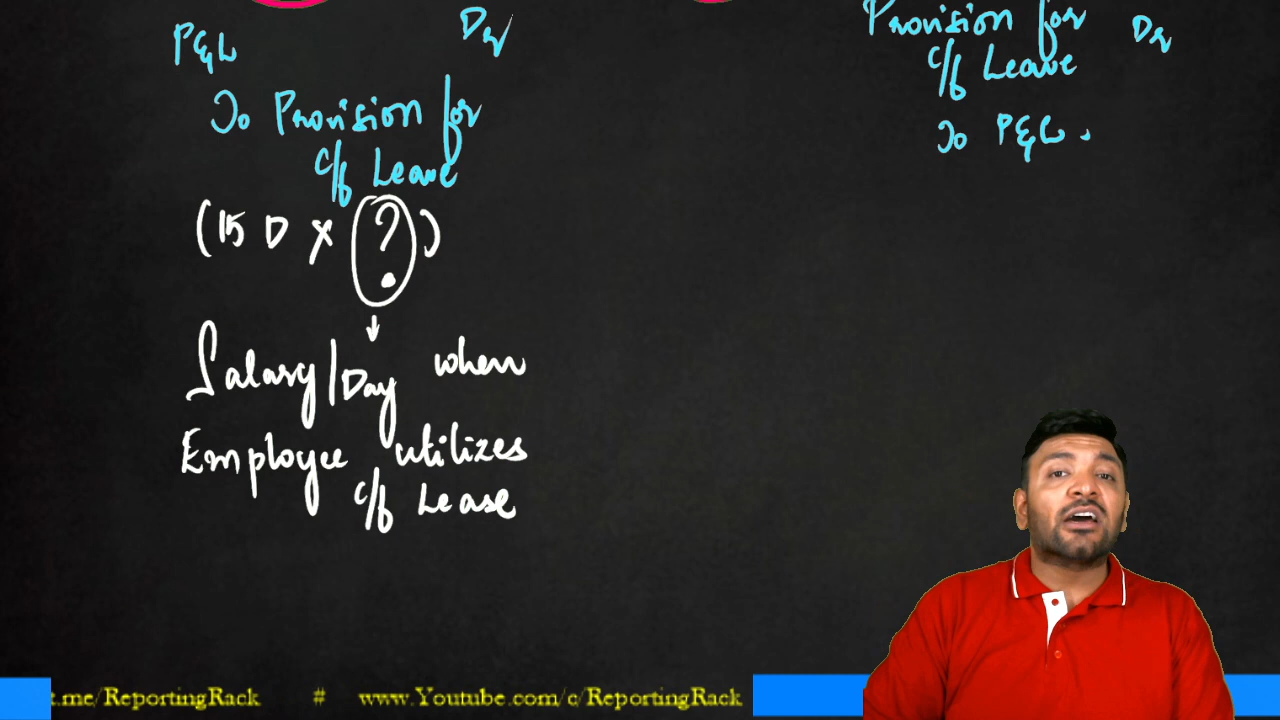 P&L Dr
To Provision for
c/f Leave
(15 D x ?)
Salary/Day when
Employee utilizes
c/f Lease
Provision for Dr
c/f Leave
To P&L.
t.me/ReportingRack # www.Youtube.com/c/ReportingRack